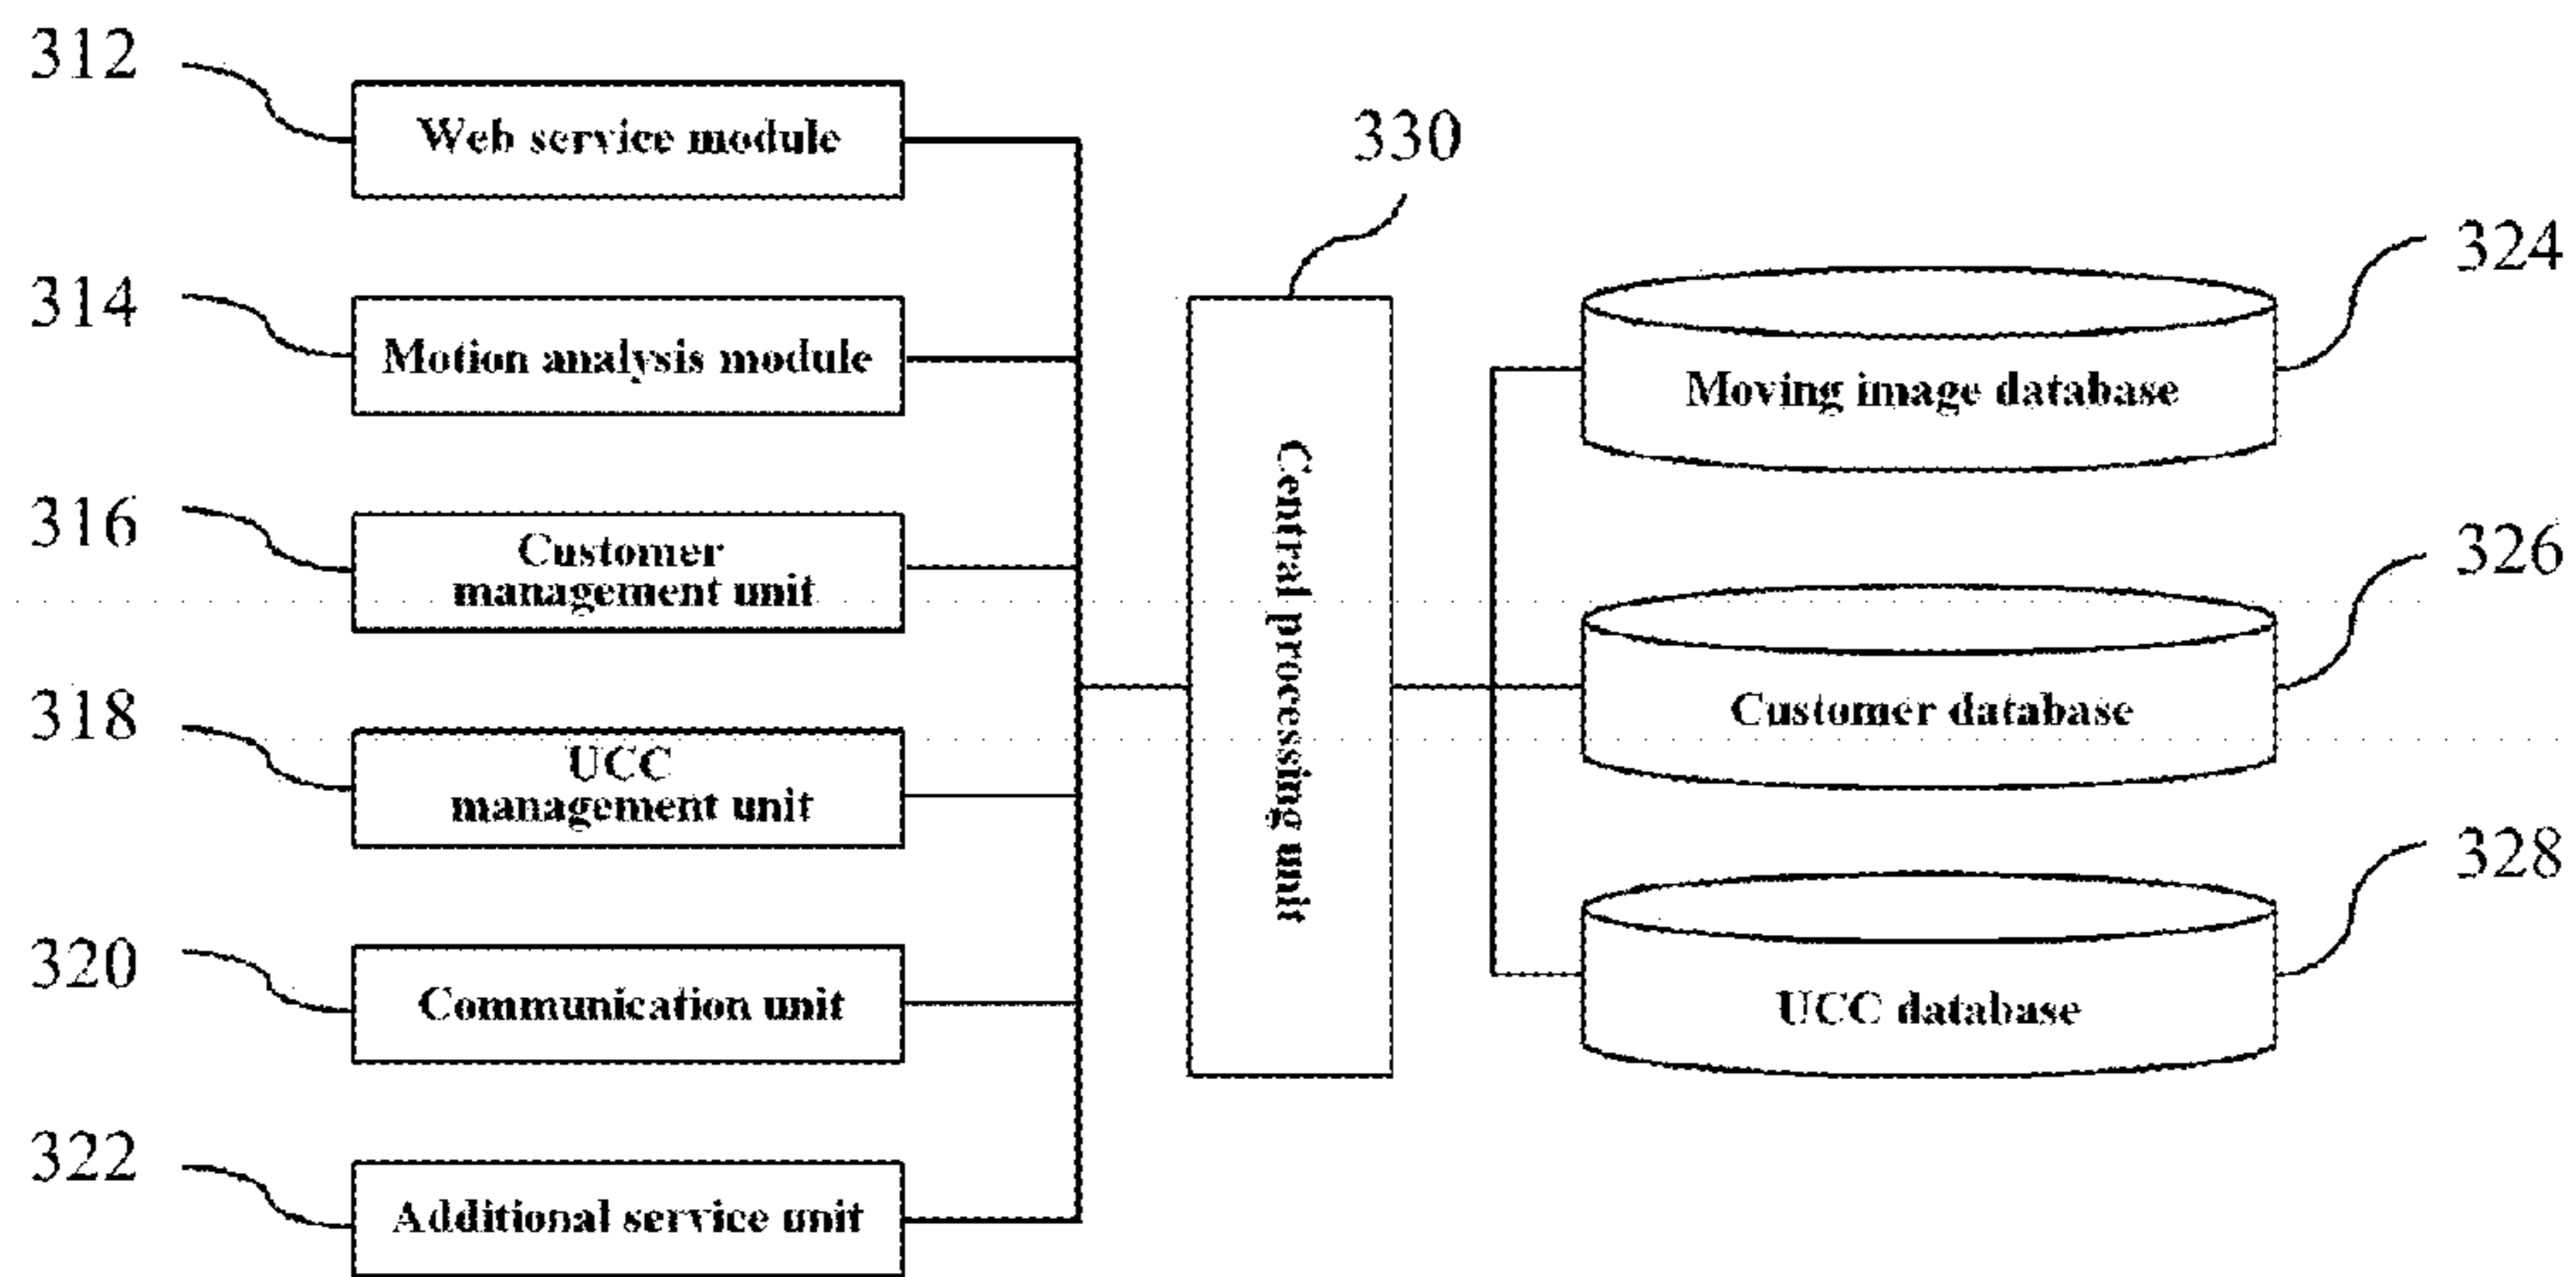 312
Web service module
314
Motion analysis module
316
Customer
management unit
318
UCC
management unit
320
Communication unit
322
Additional service unit
330
Central processing unit
324
Moving image database
326
Customer database
328
UCC database